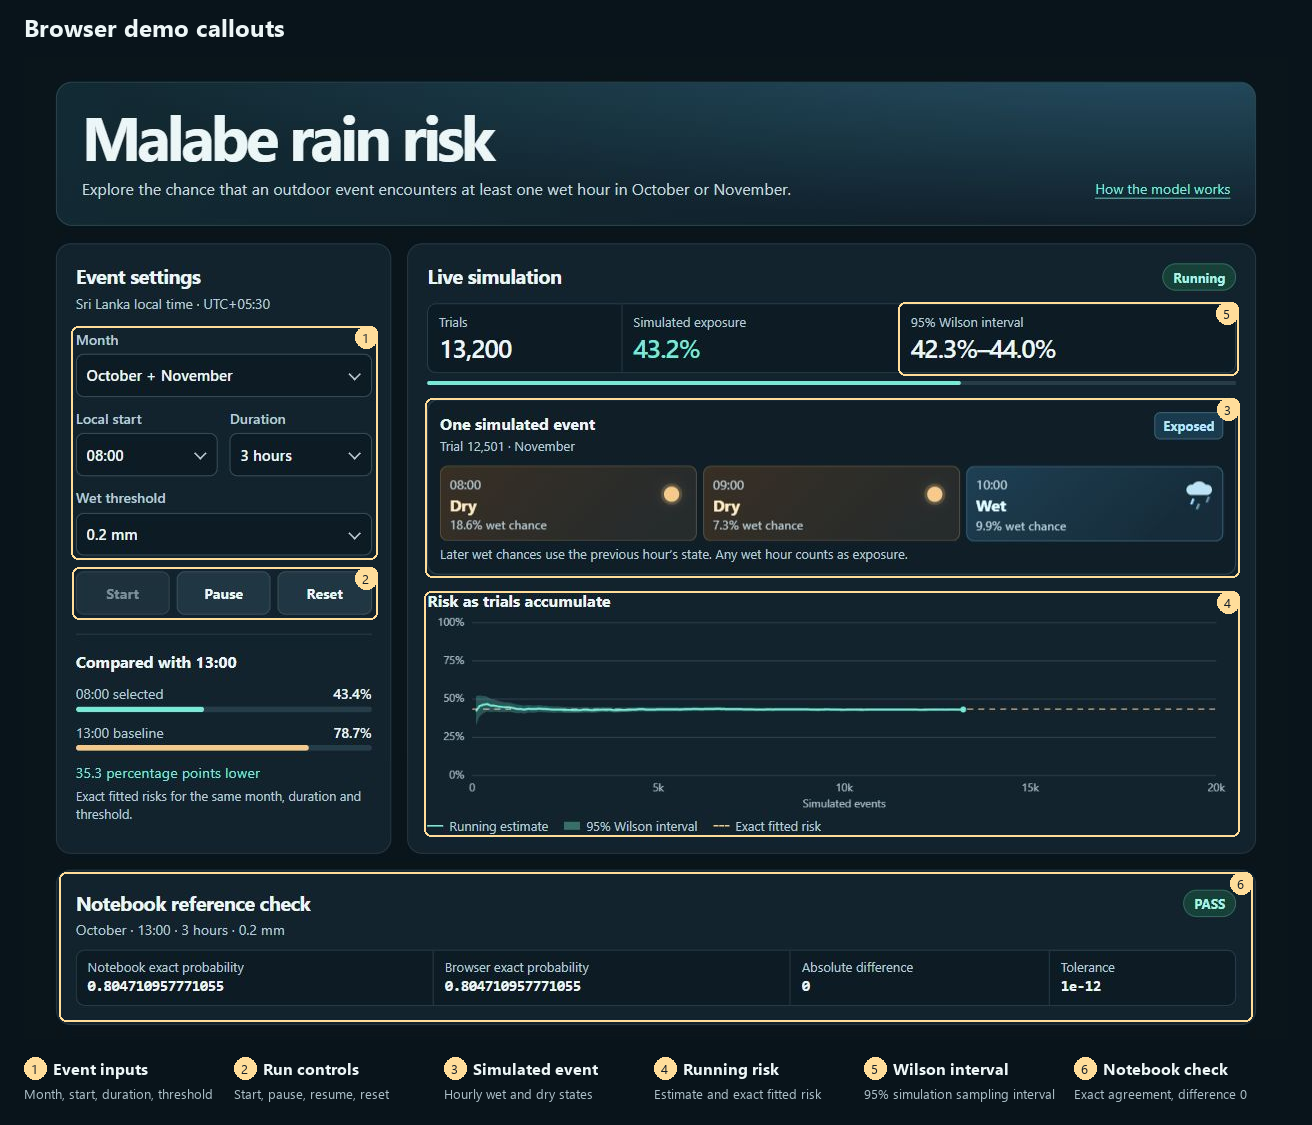 Browser demo callouts
Malabe rain risk
Explore the chance that an outdoor event encounters at least one wet hour in October or November.
How the model works
Event settings
Sri Lanka local time · UTC+05:30
1
Month
October + November
Local start
Duration
08:00
3 hours
Wet threshold
0.2 mm
2
Start
Pause
Reset
Compared with 13:00
08:00 selected
43.4%
13:00 baseline
78.7%
35.3 percentage points lower
Exact fitted risks for the same month, duration and
threshold.
Live simulation
Running
Trials
13,200
Simulated exposure
43.2%
5
95% Wilson interval
42.3%–44.0%
3
One simulated event
Exposed
Trial 12,501 · November
08:00
Dry
18.6% wet chance
09:00
Dry
7.3% wet chance
10:00
Wet
9.9% wet chance
Later wet chances use the previous hour's state. Any wet hour counts as exposure.
4
Risk as trials accumulate
100%
75%
50%
25%
0%
0
5k
10k
15k
20k
Simulated events
Running estimate
95% Wilson interval
Exact fitted risk
6
Notebook reference check
PASS
October · 13:00 · 3 hours · 0.2 mm
Notebook exact probability
0.804710957771055
Browser exact probability
0.804710957771055
Absolute difference
0
Tolerance
1e-12
1 Event inputs
Month, start, duration, threshold
2 Run controls
Start, pause, resume, reset
3 Simulated event
Hourly wet and dry states
4 Running risk
Estimate and exact fitted risk
5 Wilson interval
95% simulation sampling interval
6 Notebook check
Exact agreement, difference 0